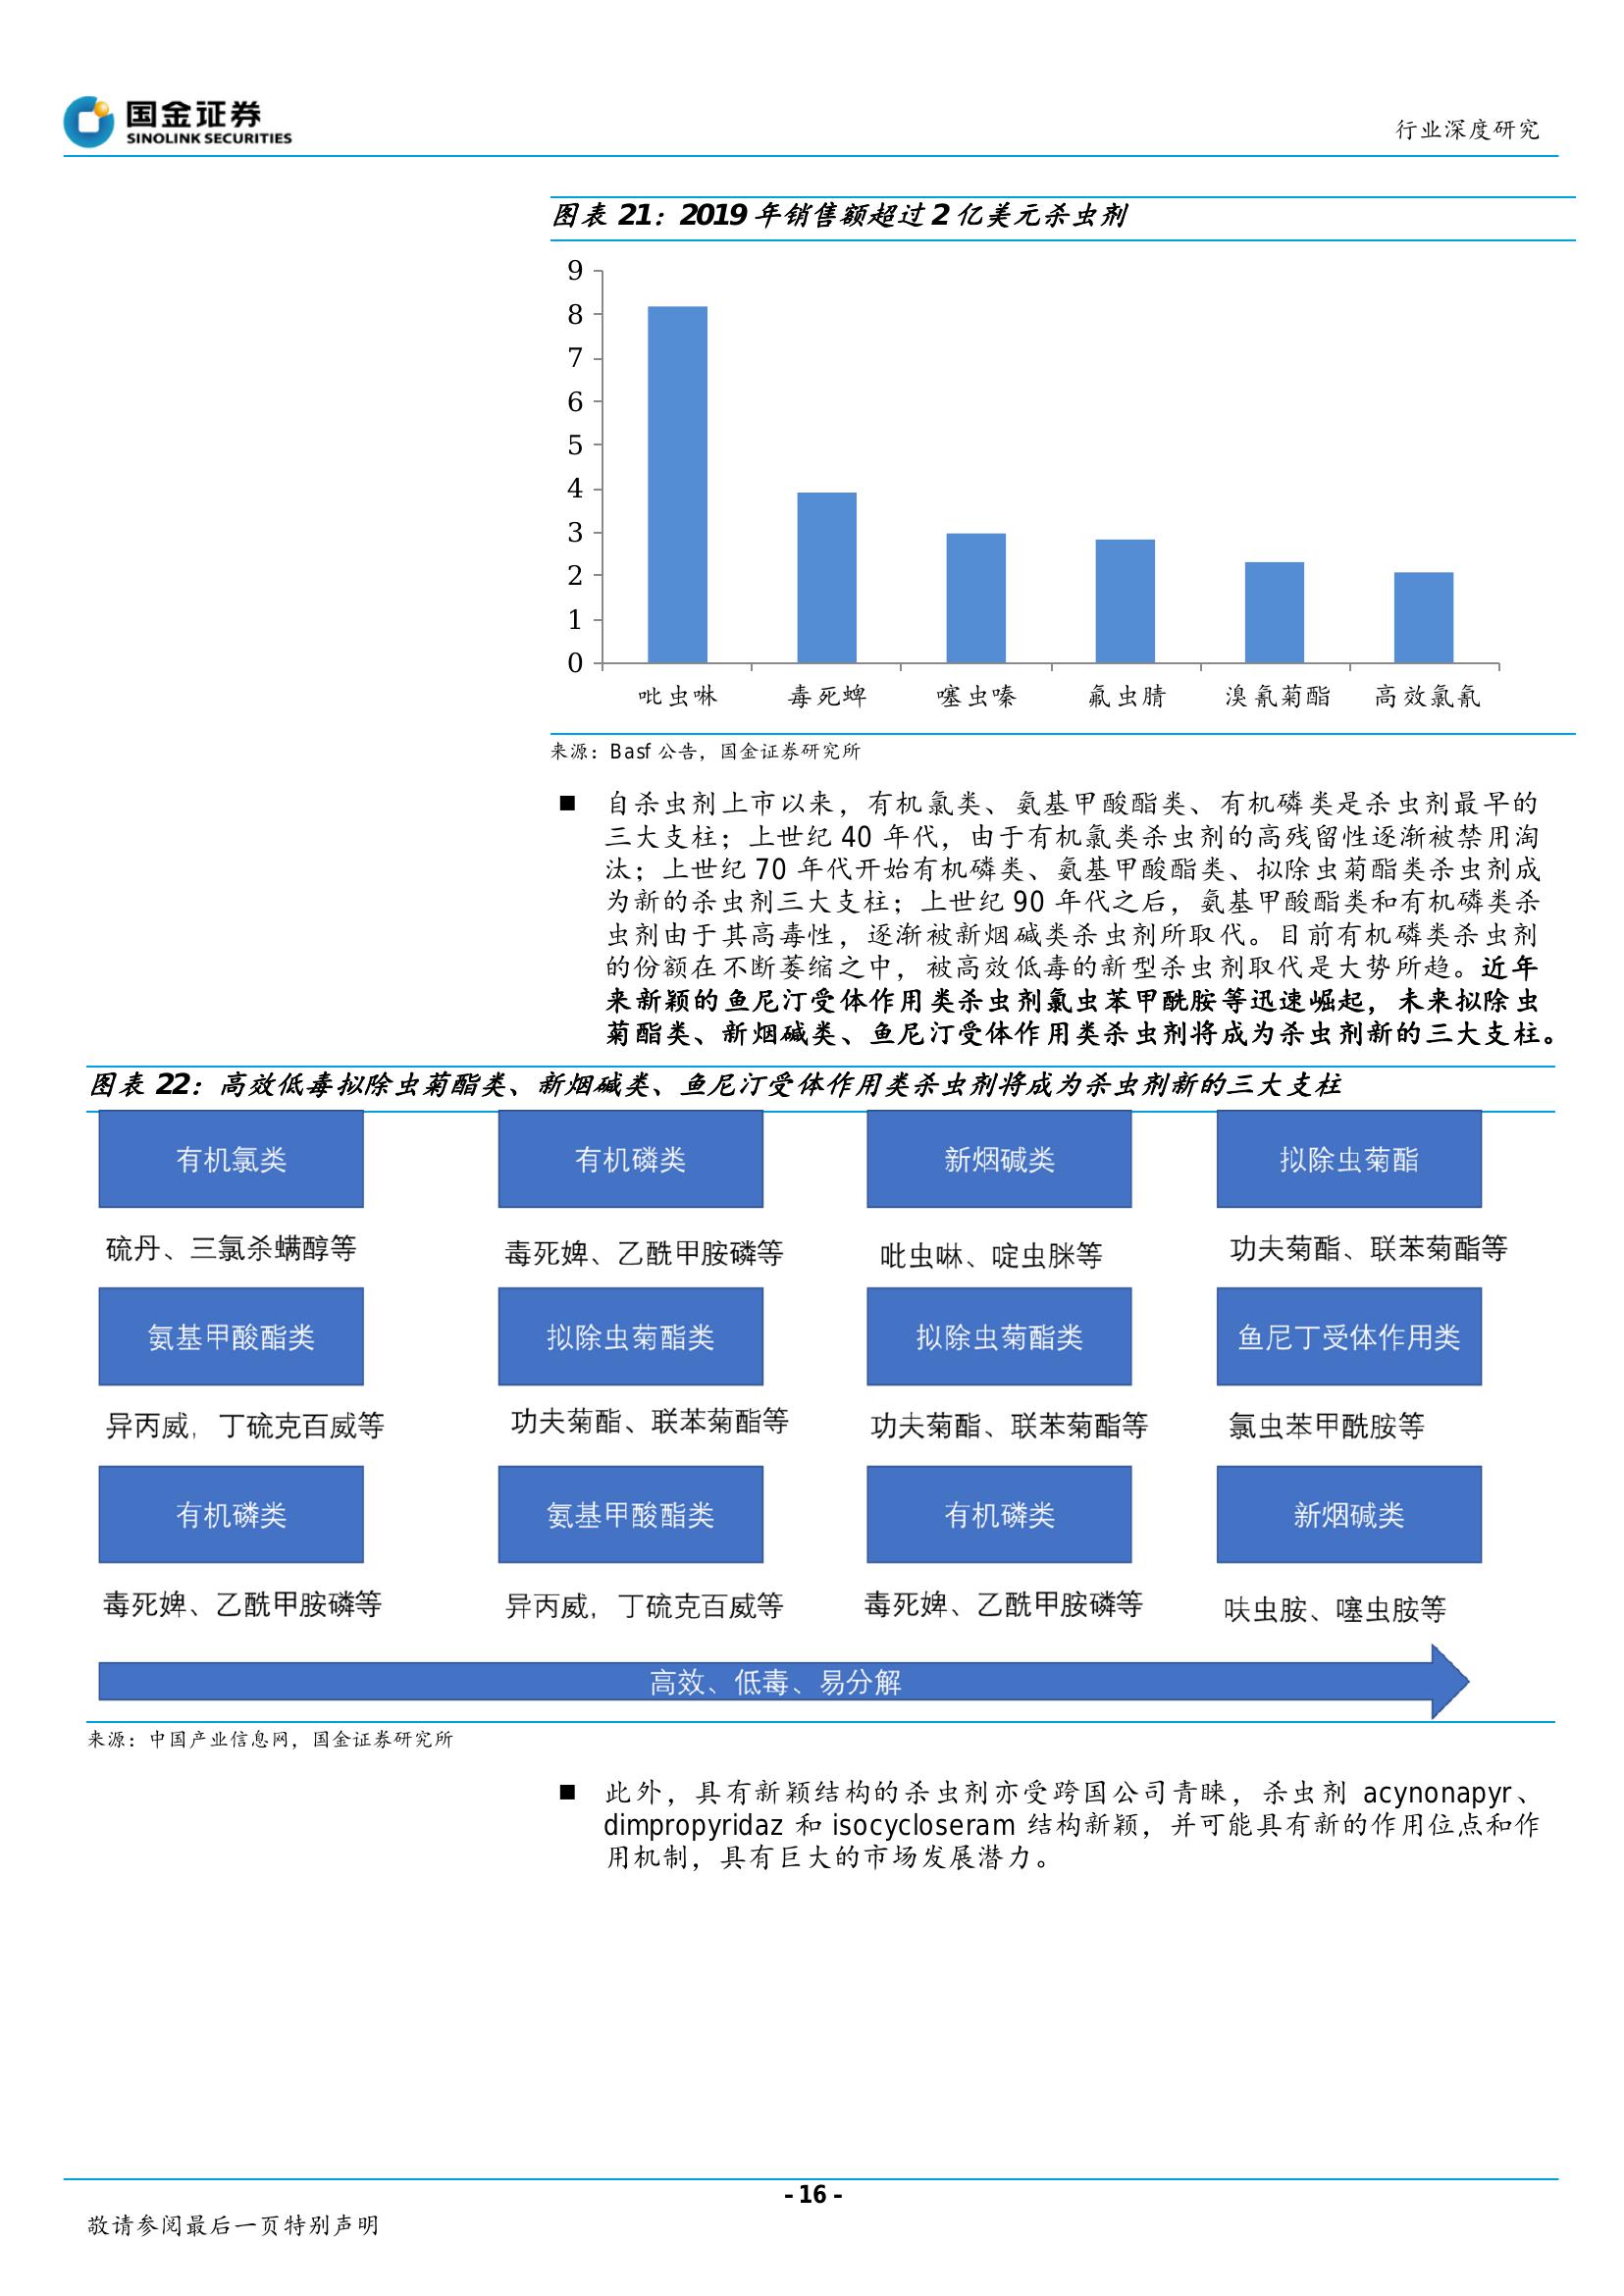 国金证券
SINOLINK SECURITIES
行业深度研究
图表 21：2019 年销售额超过 2 亿美元杀虫剂
9
8
7
6
5
4
3
2
1
0
吡虫啉 毒死蜱 噻虫嗪 氟虫腈 溴氰菊酯 高效氯氰
来源：Basf 公告，国金证券研究所
■ 自杀虫剂上市以来，有机氯类、氨基甲酸酯类、有机磷类是杀虫剂最早的
三大支柱；上世纪 40 年代，由于有机氯类杀虫剂的高残留性逐渐被禁用淘
汰；上世纪 70 年代开始有机磷类、氨基甲酸酯类、拟除虫菊酯类杀虫剂成
为新的杀虫剂三大支柱；上世纪 90 年代之后，氨基甲酸酯类和有机磷类杀
虫剂由于其高毒性，逐渐被新烟碱类杀虫剂所取代。目前有机磷类杀虫剂
的份额在不断萎缩之中，被高效低毒的新型杀虫剂取代是大势所趋。近年
来新颖的鱼尼汀受体作用类杀虫剂氯虫苯甲酰胺等迅速崛起，未来拟除虫
菊酯类、新烟碱类、鱼尼汀受体作用类杀虫剂将成为杀虫剂新的三大支柱。
图表 22：高效低毒拟除虫菊酯类、新烟碱类、鱼尼汀受体作用类杀虫剂将成为杀虫剂新的三大支柱
有机氯类 有机磷类 新烟碱类 拟除虫菊酯
硫丹、三氯杀螨醇等 毒死婢、乙酰甲胺磷等 吡虫啉、啶虫脒等 功夫菊酯、联苯菊酯等
氨基甲酸酯类 拟除虫菊酯类 拟除虫菊酯类 鱼尼丁受体作用类
异丙威，丁硫克百威等 功夫菊酯、联苯菊酯等 功夫菊酯、联苯菊酯等 氯虫苯甲酰胺等
有机磷类 氨基甲酸酯类 有机磷类 新烟碱类
毒死婢、乙酰甲胺磷等 异丙威，丁硫克百威等 毒死婢、乙酰甲胺磷等 呋虫胺、噻虫胺等
高效、低毒、易分解
来源：中国产业信息网，国金证券研究所
■ 此外，具有新颖结构的杀虫剂亦受跨国公司青睐，杀虫剂 acynonapyr、
dimpropyridaz 和 isocycloseram 结构新颖，并可能具有新的作用位点和作
用机制，具有巨大的市场发展潜力。
- 16 -
敬请参阅最后一页特别声明